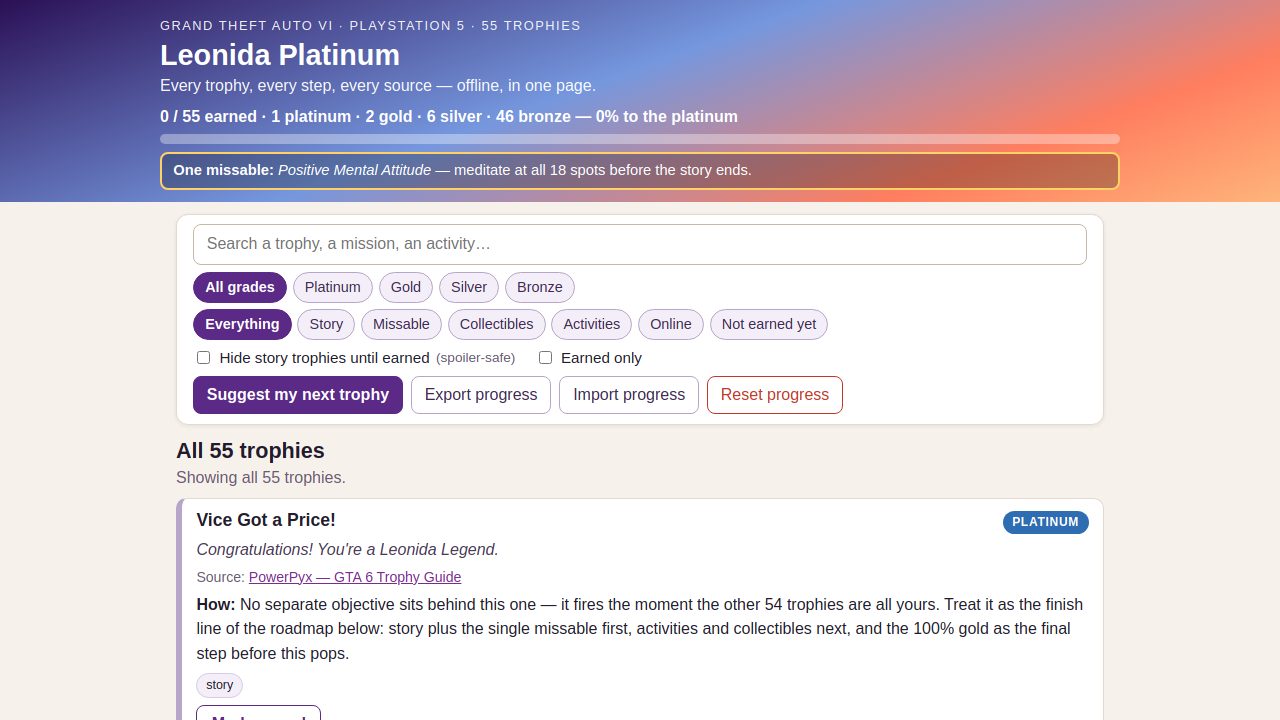 GRAND THEFT AUTO VI · PLAYSTATION 5 · 55 TROPHIES
Leonida Platinum
Every trophy, every step, every source — offline, in one page.
0 / 55 earned · 1 platinum · 2 gold · 6 silver · 46 bronze — 0% to the platinum
One missable: Positive Mental Attitude — meditate at all 18 spots before the story ends.
Search a trophy, a mission, an activity…
All grades Platinum Gold Silver Bronze
Everything Story Missable Collectibles Activities Online Not earned yet
Hide story trophies until earned (spoiler-safe) Earned only
Suggest my next trophy Export progress Import progress Reset progress
All 55 trophies
Showing all 55 trophies.
Vice Got a Price! PLATINUM
Congratulations! You're a Leonida Legend.
Source: PowerPyx — GTA 6 Trophy Guide
How: No separate objective sits behind this one — it fires the moment the other 54 trophies are all yours. Treat it as the finish
line of the roadmap below: story plus the single missable first, activities and collectibles next, and the 100% gold as the final
step before this pops.
story